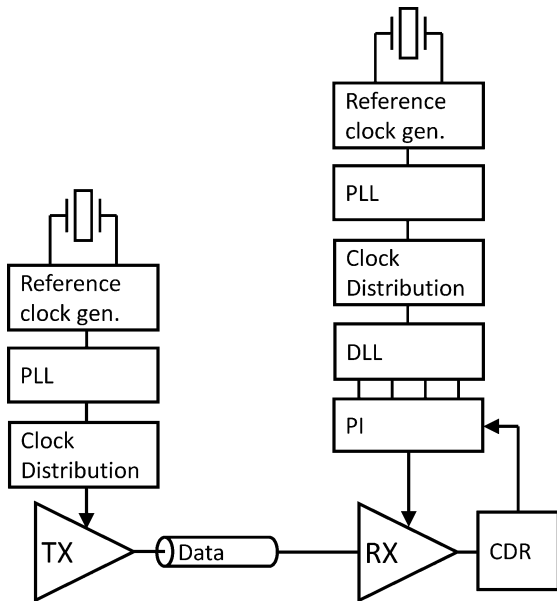 Reference
clock gen.
PLL
Clock
Distribution
TX
Data
Reference
clock gen.
PLL
Clock
Distribution
DLL
PI
RX
CDR